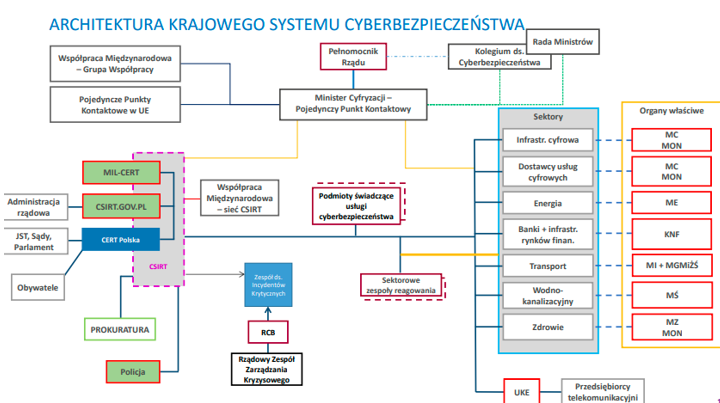 ARCHITEKTURA KRAJOWEGO SYSTEMU CYBERBEZPIECZEŃSTWA
Rada Ministrów
Współpraca Międzynarodowa
– Grupa Współpracy
Pełnomocnik
Rządu
Kolegium ds.
Cyberbezpieczeństwa
Pojedyncze Punkty
Kontaktowe w UE
Minister Cyfryzacji –
Pojedynczy Punkt Kontaktowy
Sektory
Organy właściwe
Infrastr. cyfrowa
MC
MON
Dostawcy usług
cyfrowych
MC
MON
Energia
ME
Banki + infrastr.
rynków finan.
KNF
Transport
MI + MGMiŻŚ
Wodno-
kanalizacyjny
MŚ
Zdrowie
MZ
MON
MIL-CERT
Administracja
rządowa
CSIRT.GOV.PL
JST, Sądy,
Parlament
CERT Polska
Obywatele
CSIRT
Współpraca
Międzynarodowa
– sieć CSIRT
Podmioty świadczące
usługi
cyberbezpieczeństwa
Sektorowe
zespoły reagowania
Zespół ds.
incydentów
Krytycznych
PROKURATURA
RCB
Policja
Rządowy Zespół
Zarządzania
Kryzysowego
UKE
Przedsiębiorcy
telekomunikacyjni